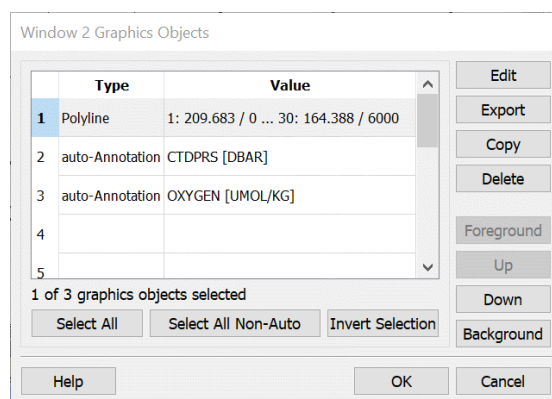 Window 2 Graphics Objects
Type Value
1 Polyline 1: 209.683 / 0 ... 30: 164.388 / 6000
2 auto-Annotation CTDPRS [DBAR]
3 auto-Annotation OXYGEN [UMOL/KG]
4
5
1 of 3 graphics objects selected
Select All Select All Non-Auto Invert Selection
Edit
Export
Copy
Delete
Foreground
Up
Down
Background
Help OK Cancel